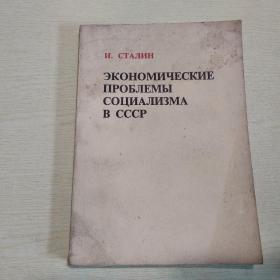 И. СТАЛИН
ЭКОНОМИЧЕСКИЕ
ПРОБЛЕМЫ
СОЦИАЛИЗМА
В СССР